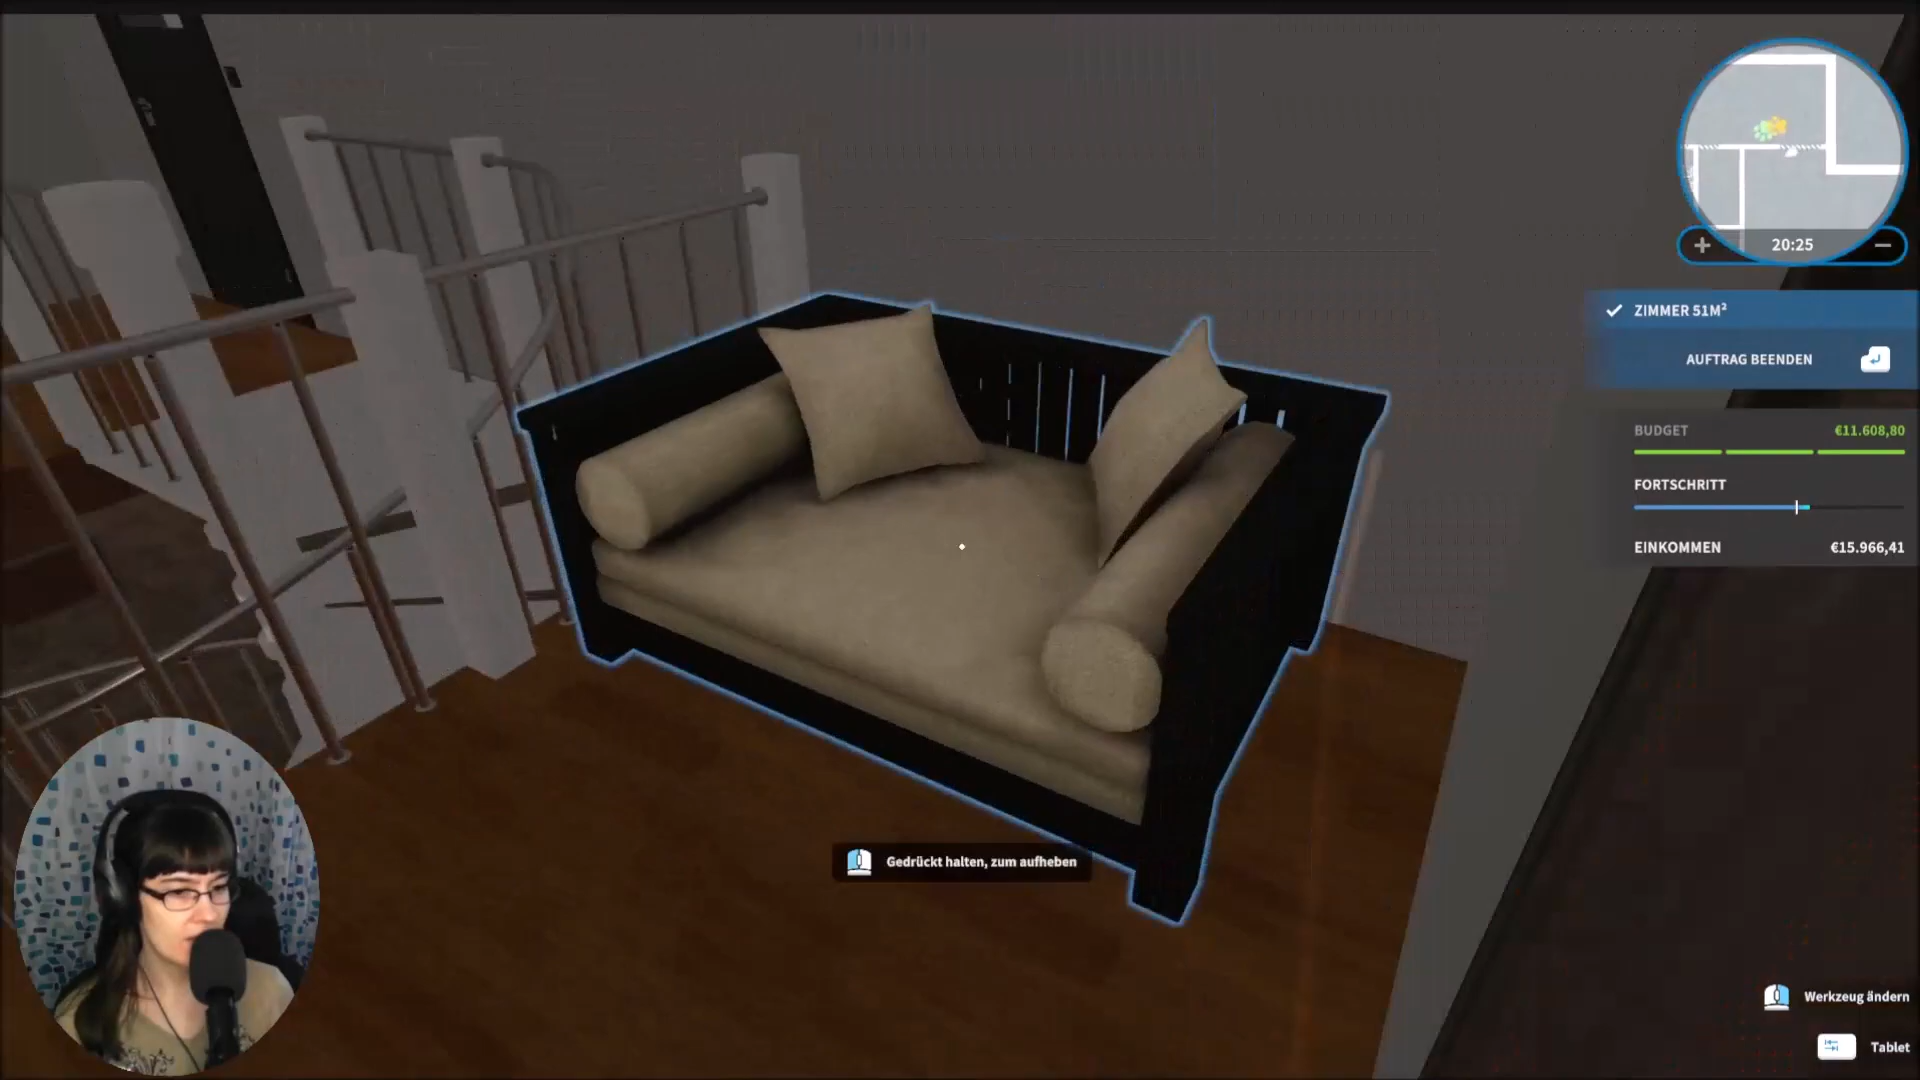 20:25
ZIMMER 51M²
AUFTRAG BEENDEN
BUDGET €11.608,80
FORTSCHRITT
EINKOMMEN €15.966,41
Gedrückt halten, zum aufheben
Werkzeug ändern
Tablet